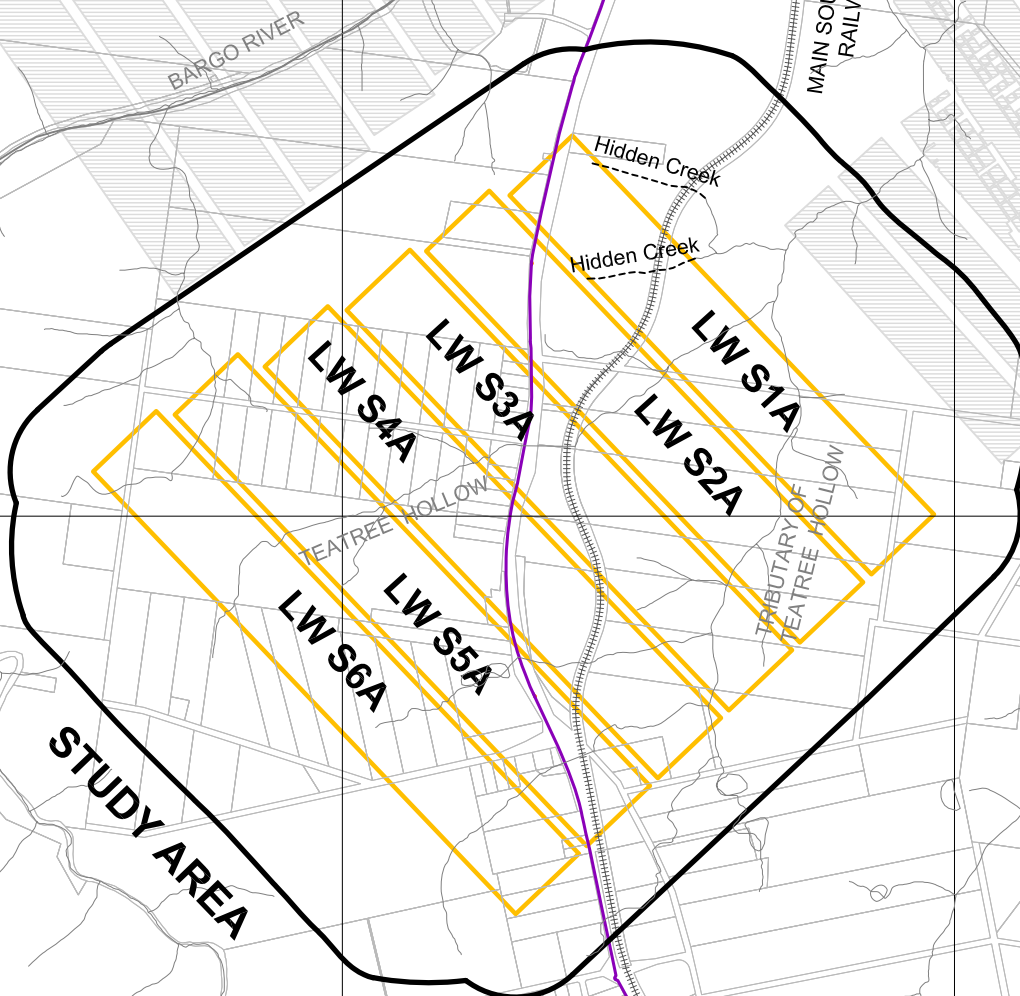 BARGO RIVER
MAIN SOU
RAILV
Hidden Creek
Hidden Creek
LW S1A
LW S2A
LW S3A
LW S4A
TEATREE HOLLOW
TRIBUTARY OF
TEATREE HOLLOW
LW S5A
LW S6A
STUDY AREA